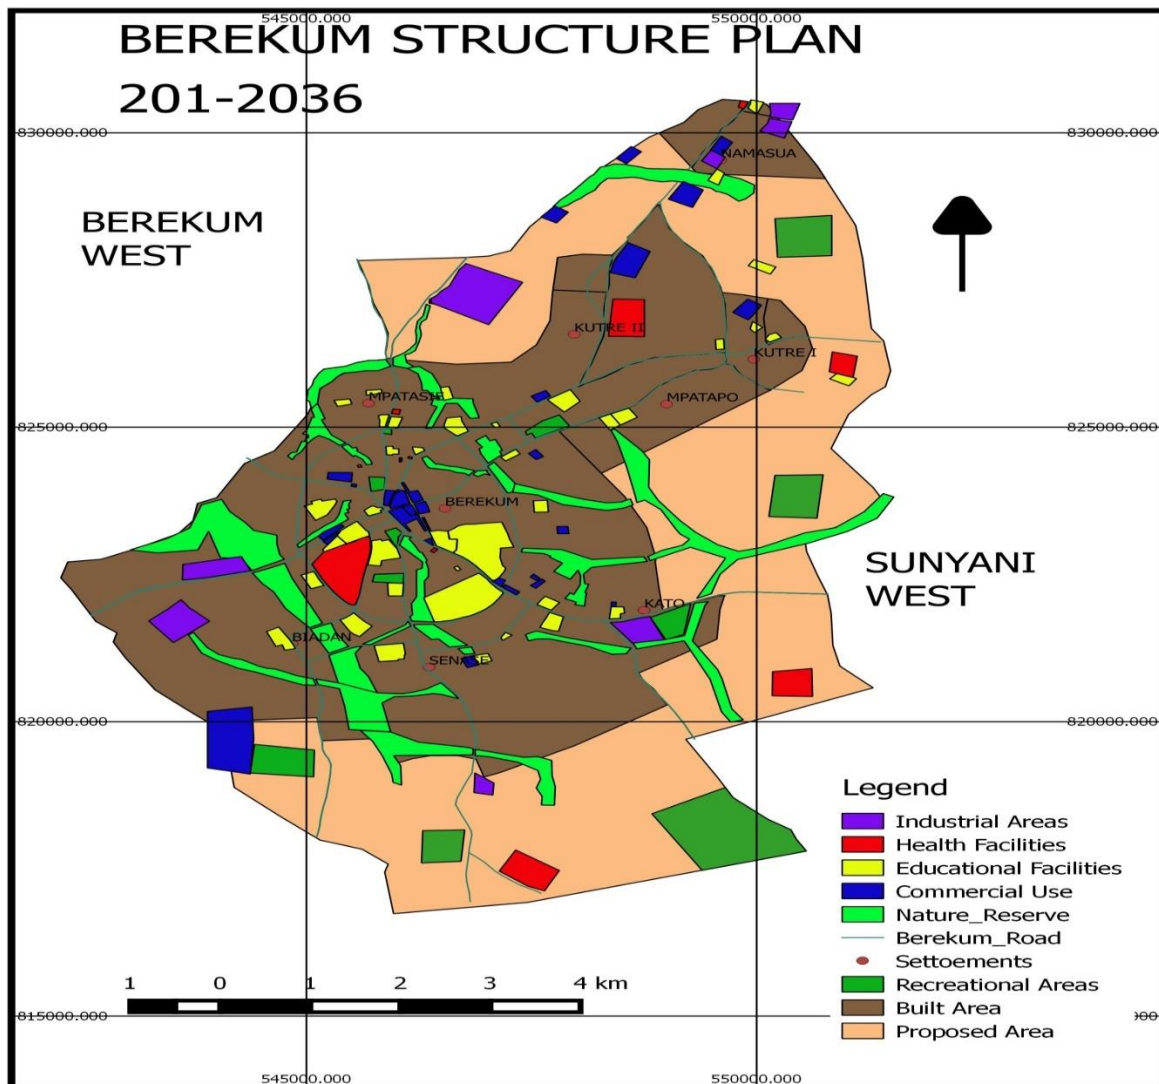 545000.000
550000.000
BEREKUM STRUCTURE PLAN
201-2036
830000.000
830000.000
NAMASUA
BEREKUM
WEST
KUTRE II
KUTRE I
MPATASIE
MPATAPO
825000.000
825000.000
BEREKUM
SUNYANI
WEST
KATO
BIADAN
SENASE
820000.000
820000.000
Legend
Industrial Areas
Health Facilities
Educational Facilities
Commercial Use
Nature_Reserve
Berekum_Road
Settoements
Recreational Areas
Built Area
Proposed Area
1 0 1 2 3 4 km
815000.000
545000.000
550000.000